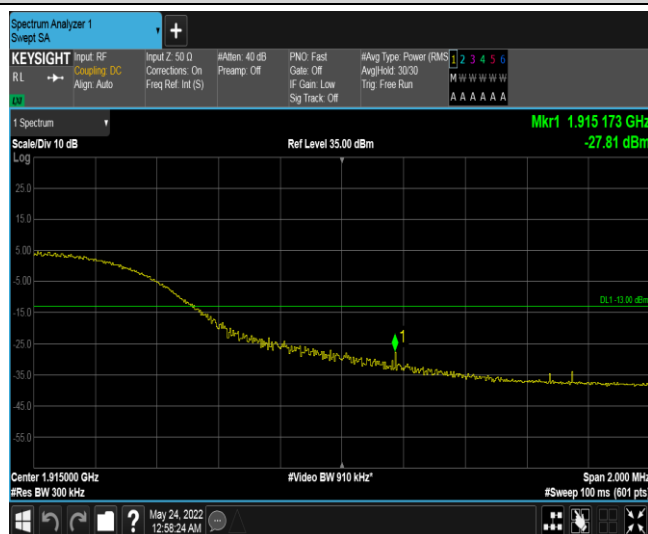 Spectrum Analyzer 1
Swept SA
+
KEYSIGHT
RL
LXI
Input: RF
Coupling: DC
Align: Auto
Input Z: 50 Ω
Corrections: On
Freq Ref: Int (S)
#Atten: 40 dB
Preamp: Off
PNO: Fast
Gate: Off
IF Gain: Low
Sig Track: Off
#Avg Type: Power (RMS
Avg|Hold: 30/30
Trig: Free Run
1 2 3 4 5 6
M W W W W W
A A A A A A
1 Spectrum
Scale/Div 10 dB
Ref Level 35.00 dBm
Mkr1 1.915 173 GHz
-27.81 dBm
Log
25.0
15.0
5.00
-5.00
DL1 -13.00 dBm
-15.0
1
-25.0
-35.0
-45.0
-55.0
Center 1.915000 GHz
#Video BW 910 kHz*
Span 2.000 MHz
#Res BW 300 kHz
#Sweep 100 ms (601 pts)
?
May 24, 2022
12:58:24 AM